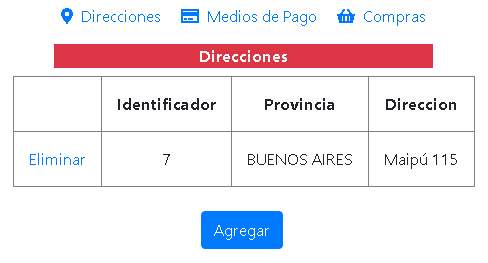 Direcciones Medios de Pago Compras
Direcciones
Identificador Provincia Direccion
Eliminar 7 BUENOS AIRES Maipú 115
Agregar